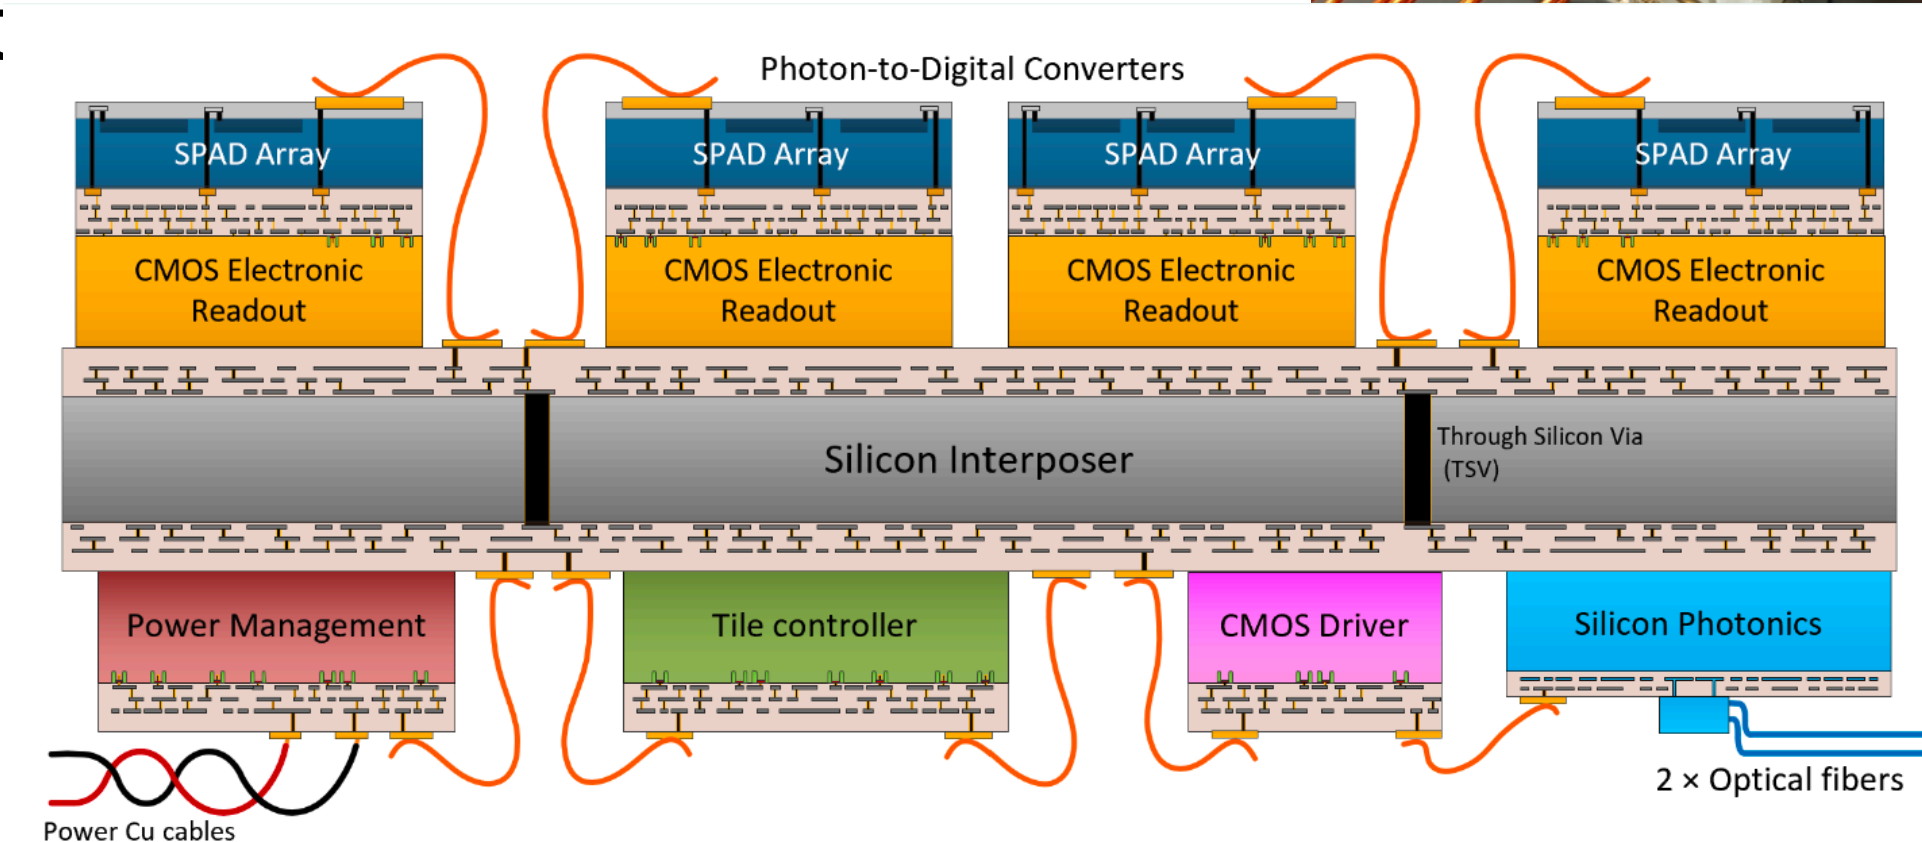 Photon-to-Digital Converters
SPAD Array
SPAD Array
SPAD Array
SPAD Array
CMOS Electronic
Readout
CMOS Electronic
Readout
CMOS Electronic
Readout
CMOS Electronic
Readout
Silicon Interposer
Through Silicon Via
(TSV)
Power Management
Tile controller
CMOS Driver
Silicon Photonics
2 × Optical fibers
Power Cu cables